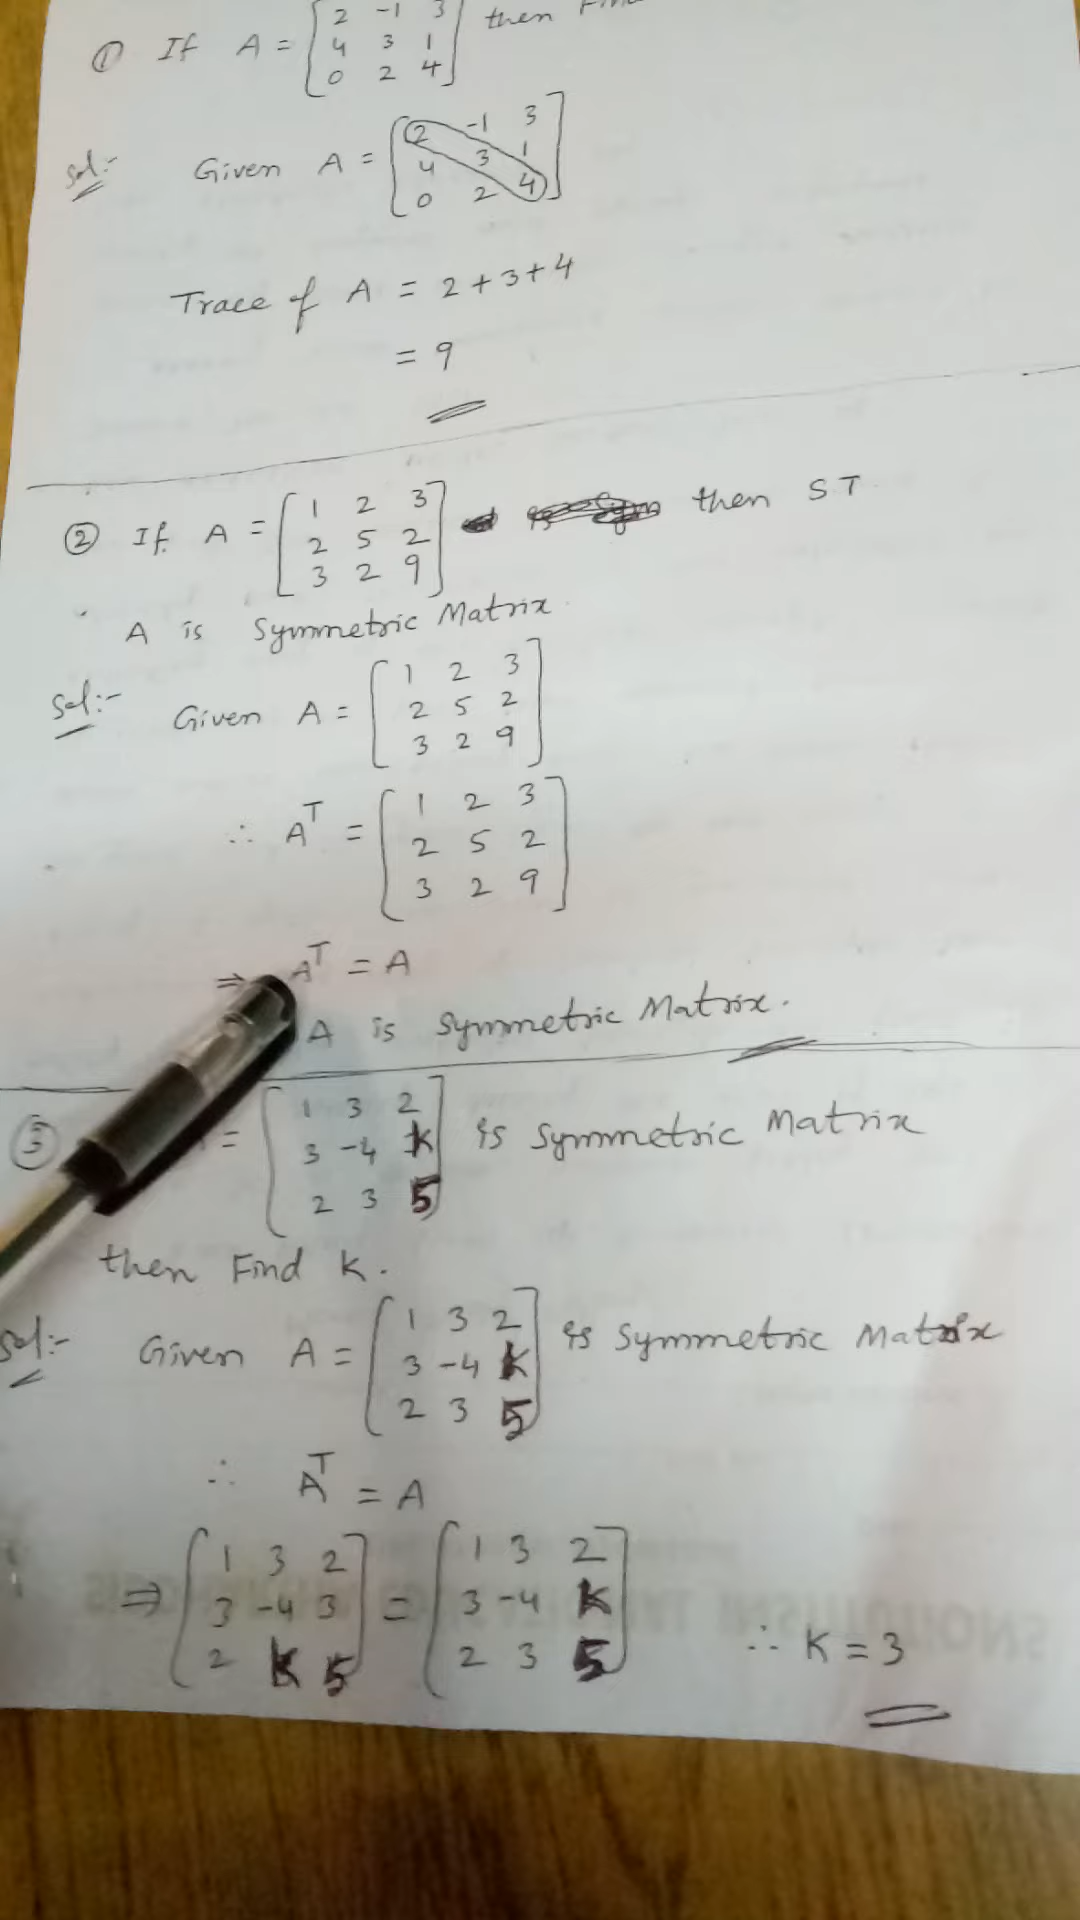 ① If A = [2 -1 3
4 3 1
0 2 4] then Find
Sol:- Given A = [2 -1 3
4 3 1
0 2 4]
Trace of A = 2+3+4
= 9
② If A = [1 2 3
2 5 2
3 2 9] then ST
A is Symmetric Matrix.
Sol:- Given A = [1 2 3
2 5 2
3 2 9]
∴ A^T = [1 2 3
2 5 2
3 2 9]
⇒ A^T = A
A is Symmetric Matrix.
③ = [1 3 2
3 -4 K
2 3 5] is Symmetric Matrix
then Find K.
Sol:- Given A = [1 3 2
3 -4 K
2 3 5] is Symmetric Matrix
∴ A^T = A
⇒ [1 3 2
3 -4 3
2 K 5] = [1 3 2
3 -4 K
2 3 5] ∴ K = 3